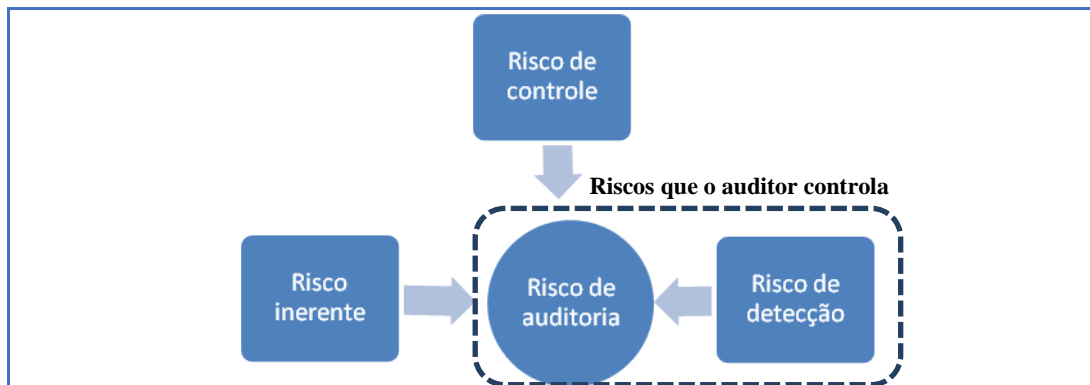 Risco de
controle
Riscos que o auditor controla
Risco
inerente
Risco de
auditoria
Risco de
detecção